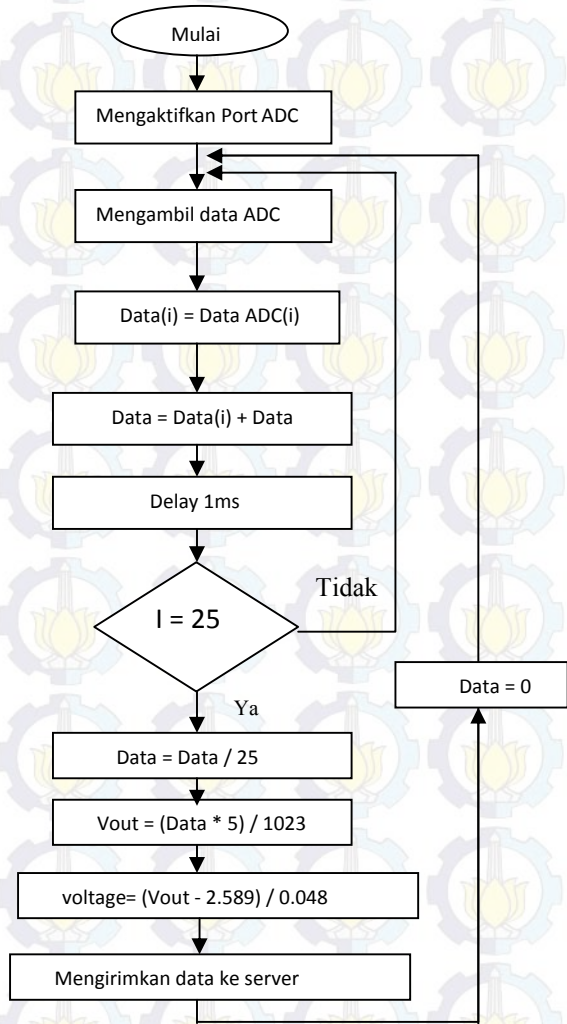 Mulai
Mengaktifkan Port ADC
Mengambil data ADC
Data(i) = Data ADC(i)
Data = Data(i) + Data
Delay 1ms
I = 25
Tidak
Ya
Data = 0
Data = Data / 25
Vout = (Data * 5) / 1023
voltage= (Vout - 2.589) / 0.048
Mengirimkan data ke server